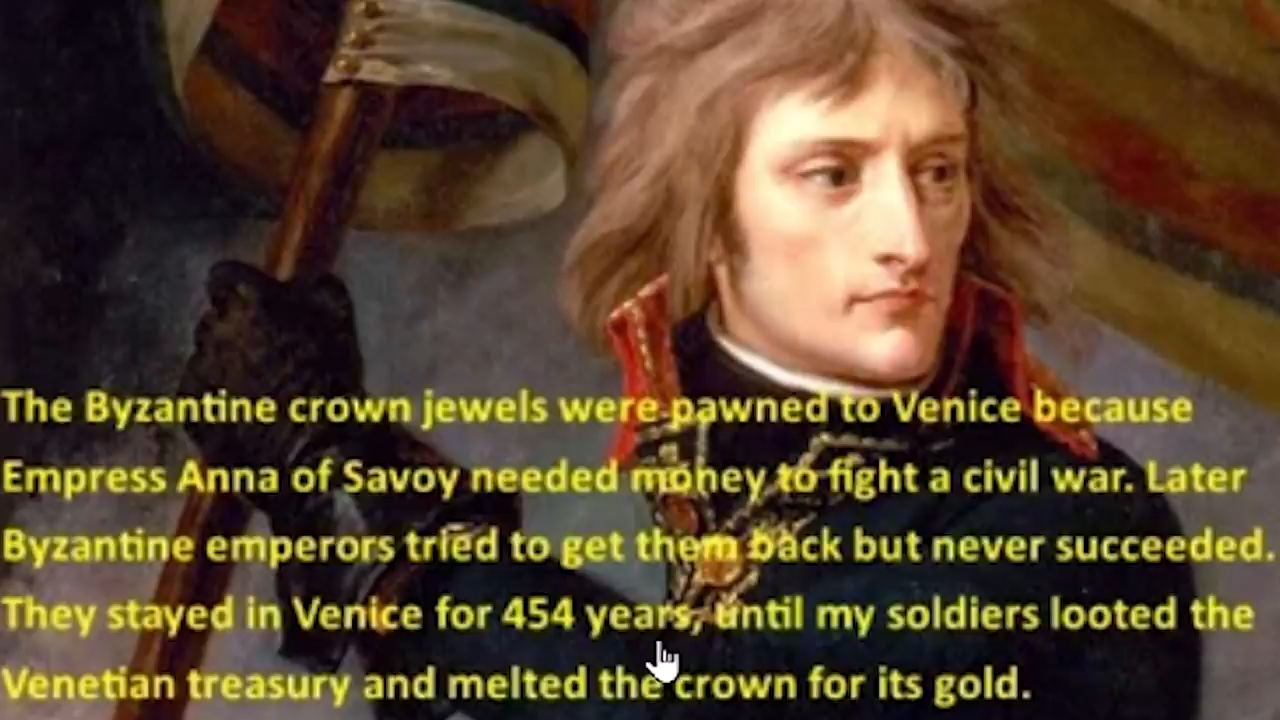 The Byzantine crown jewels were pawned to Venice because
Empress Anna of Savoy needed money to fight a civil war. Later
Byzantine emperors tried to get them back but never succeeded.
They stayed in Venice for 454 years, until my soldiers looted the
Venetian treasury and melted the crown for its gold.